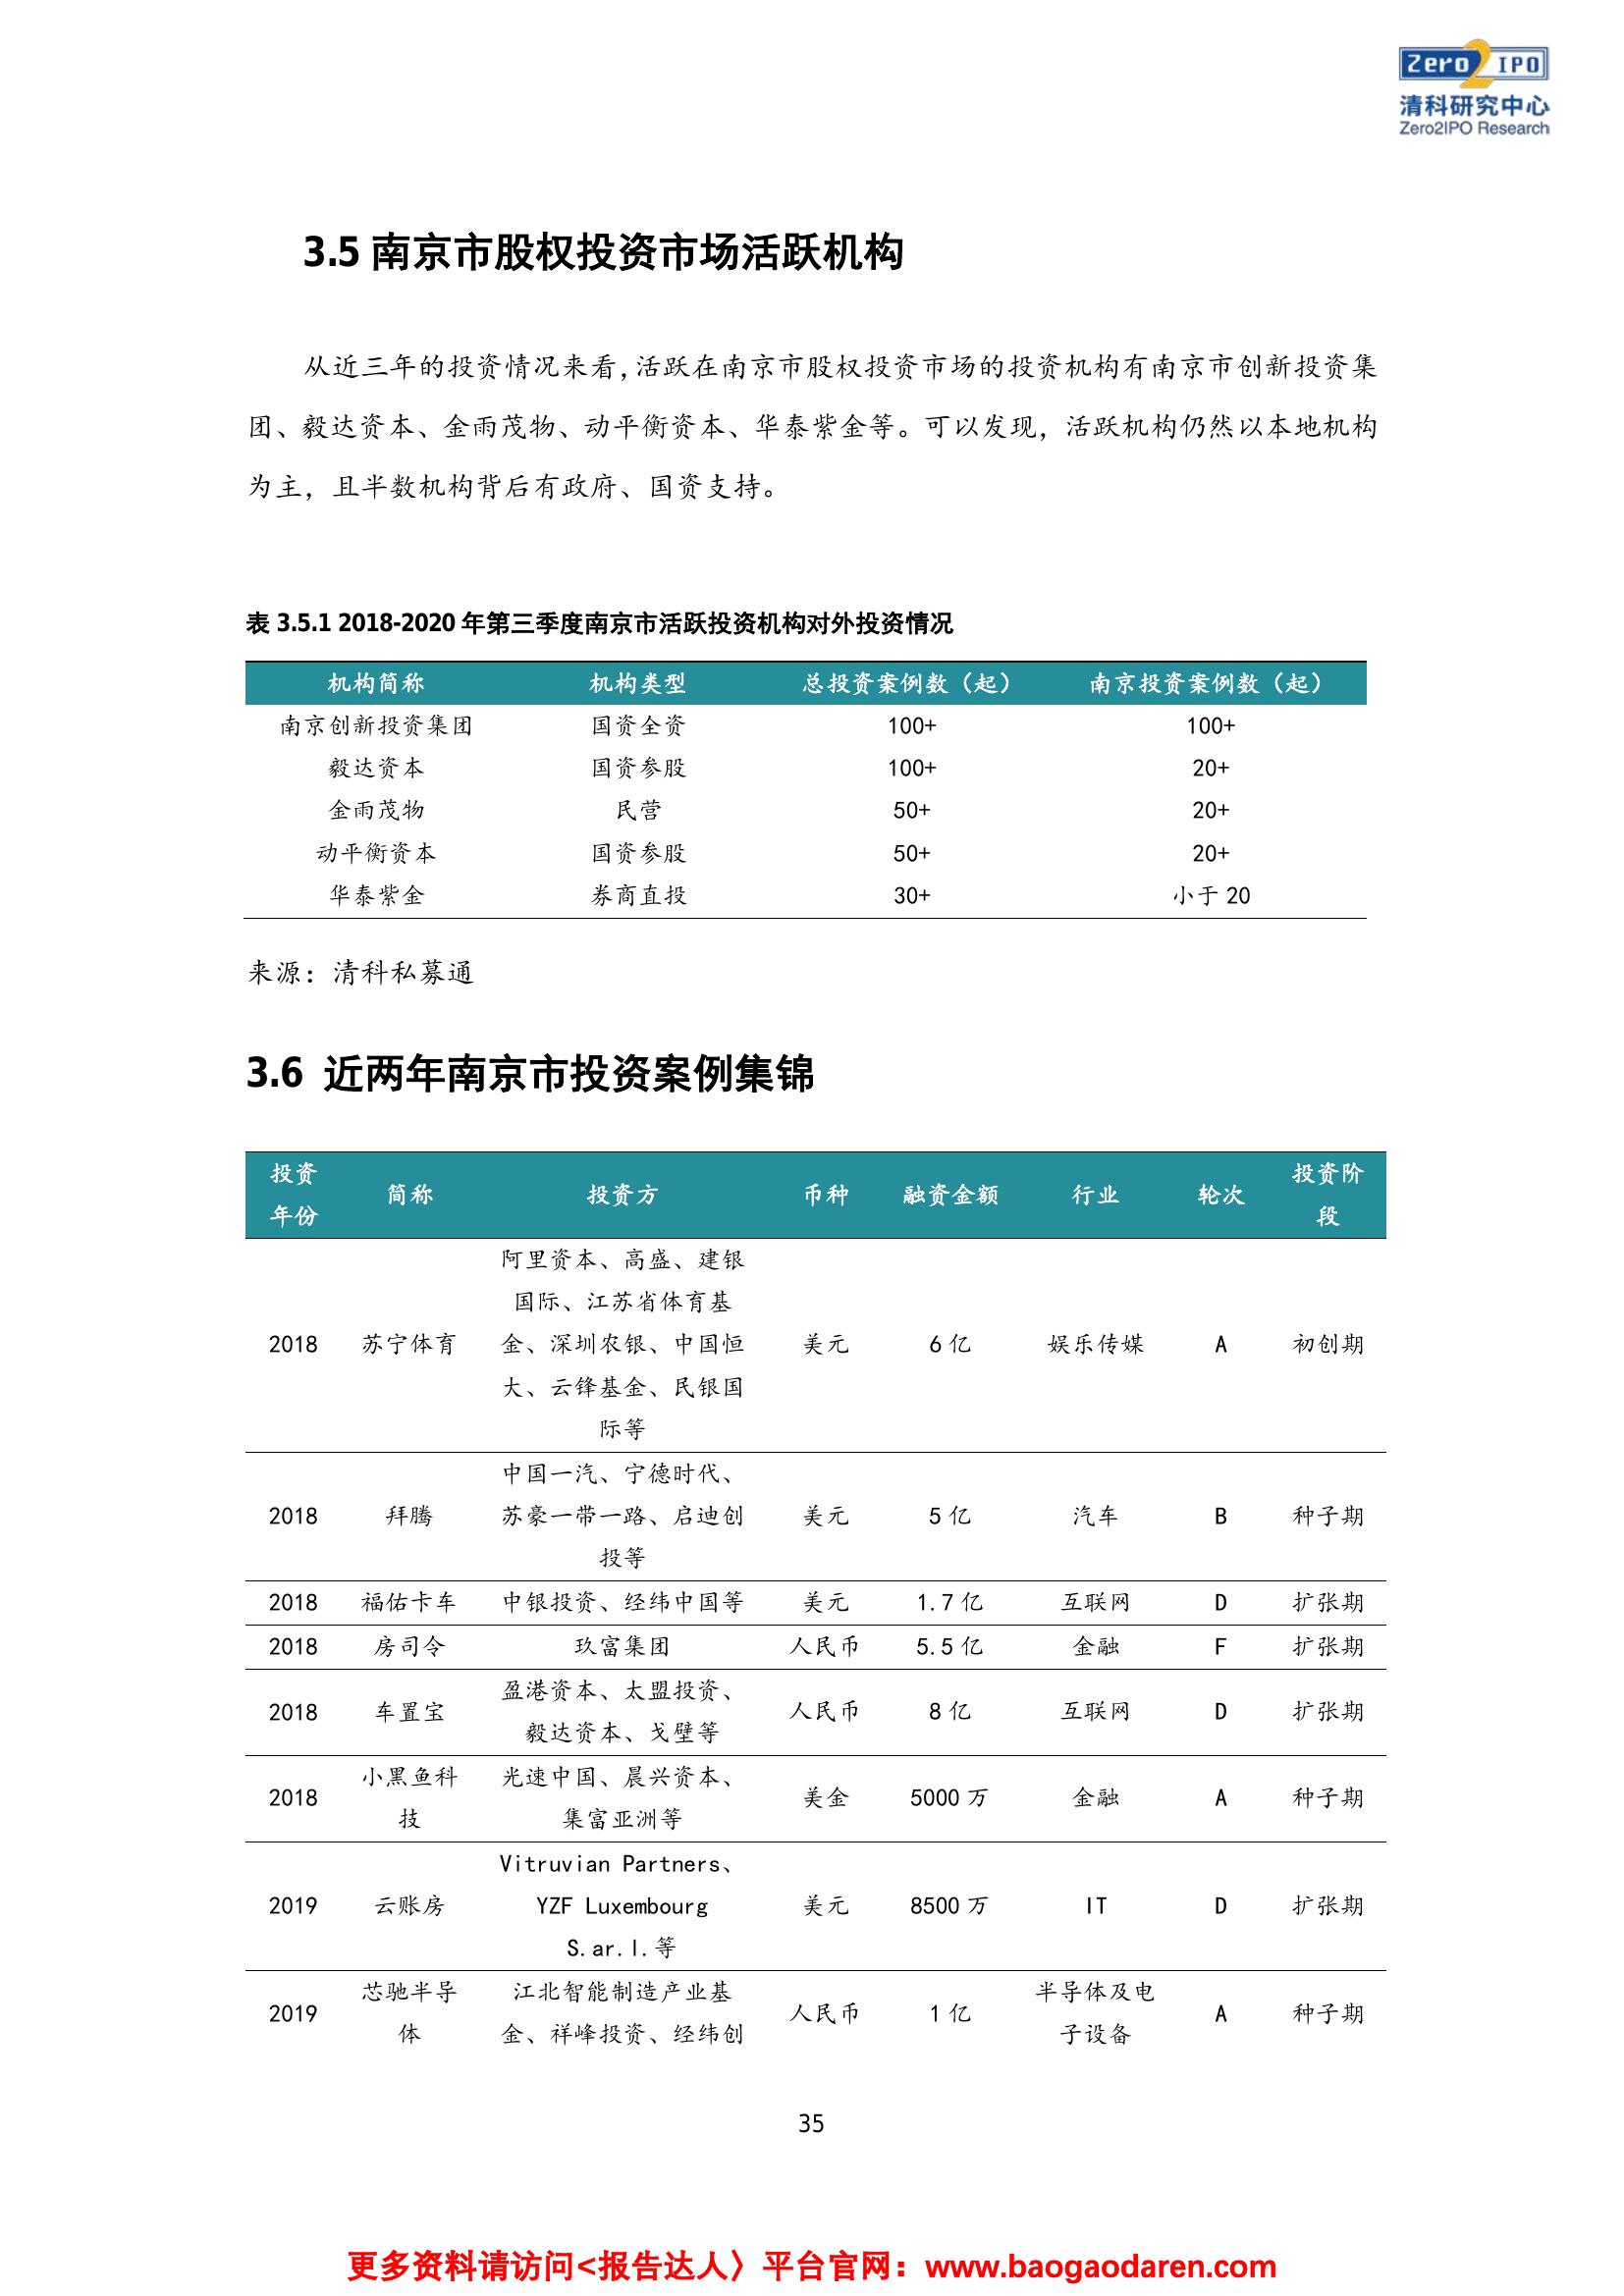 Zero2IPO
清科研究中心
Zero2IPO Research
3.5 南京市股权投资市场活跃机构
从近三年的投资情况来看，活跃在南京市股权投资市场的投资机构有南京市创新投资集
团、毅达资本、金雨茂物、动平衡资本、华泰紫金等。可以发现，活跃机构仍然以本地机构
为主，且半数机构背后有政府、国资支持。
表 3.5.1 2018-2020 年第三季度南京市活跃投资机构对外投资情况
机构简称 机构类型 总投资案例数（起） 南京投资案例数（起）
南京创新投资集团 国资全资 100+ 100+
毅达资本 国资参股 100+ 20+
金雨茂物 民营 50+ 20+
动平衡资本 国资参股 50+ 20+
华泰紫金 券商直投 30+ 小于 20
来源：清科私募通
3.6 近两年南京市投资案例集锦
投资 投资阶
简称 投资方 币种 融资金额 行业 轮次
年份 段
阿里资本、高盛、建银
国际、江苏省体育基
2018 苏宁体育 金、深圳农银、中国恒 美元 6 亿 娱乐传媒 A 初创期
大、云锋基金、民银国
际等
中国一汽、宁德时代、
2018 拜腾 苏豪一带一路、启迪创 美元 5 亿 汽车 B 种子期
投等
2018 福佑卡车 中银投资、经纬中国等 美元 1.7 亿 互联网 D 扩张期
2018 房司令 玖富集团 人民币 5.5 亿 金融 F 扩张期
盈港资本、太盟投资、
2018 车置宝 人民币 8 亿 互联网 D 扩张期
毅达资本、戈壁等
小黑鱼科 光速中国、晨兴资本、
2018 美金 5000 万 金融 A 种子期
技 集富亚洲等
Vitruvian Partners、
2019 云账房 YZF Luxembourg 美元 8500 万 IT D 扩张期
S.ar.l.等
芯驰半导 江北智能制造产业基 半导体及电
2019 人民币 1 亿 A 种子期
体 金、祥峰投资、经纬创 子设备
35
更多资料请访问<报告达人〉平台官网：www.baogaodaren.com